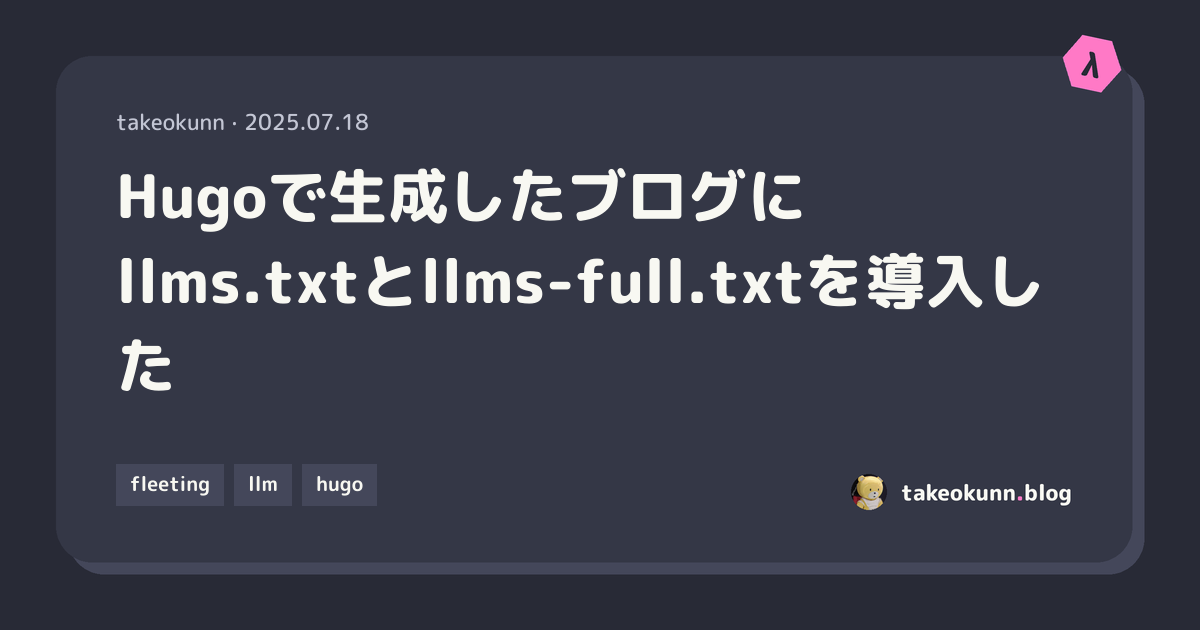 λ
takeokunn · 2025.07.18
Hugoで生成したブログに
llms.txtとllms-full.txtを導入し
た
fleeting llm hugo
takeokunn.blog